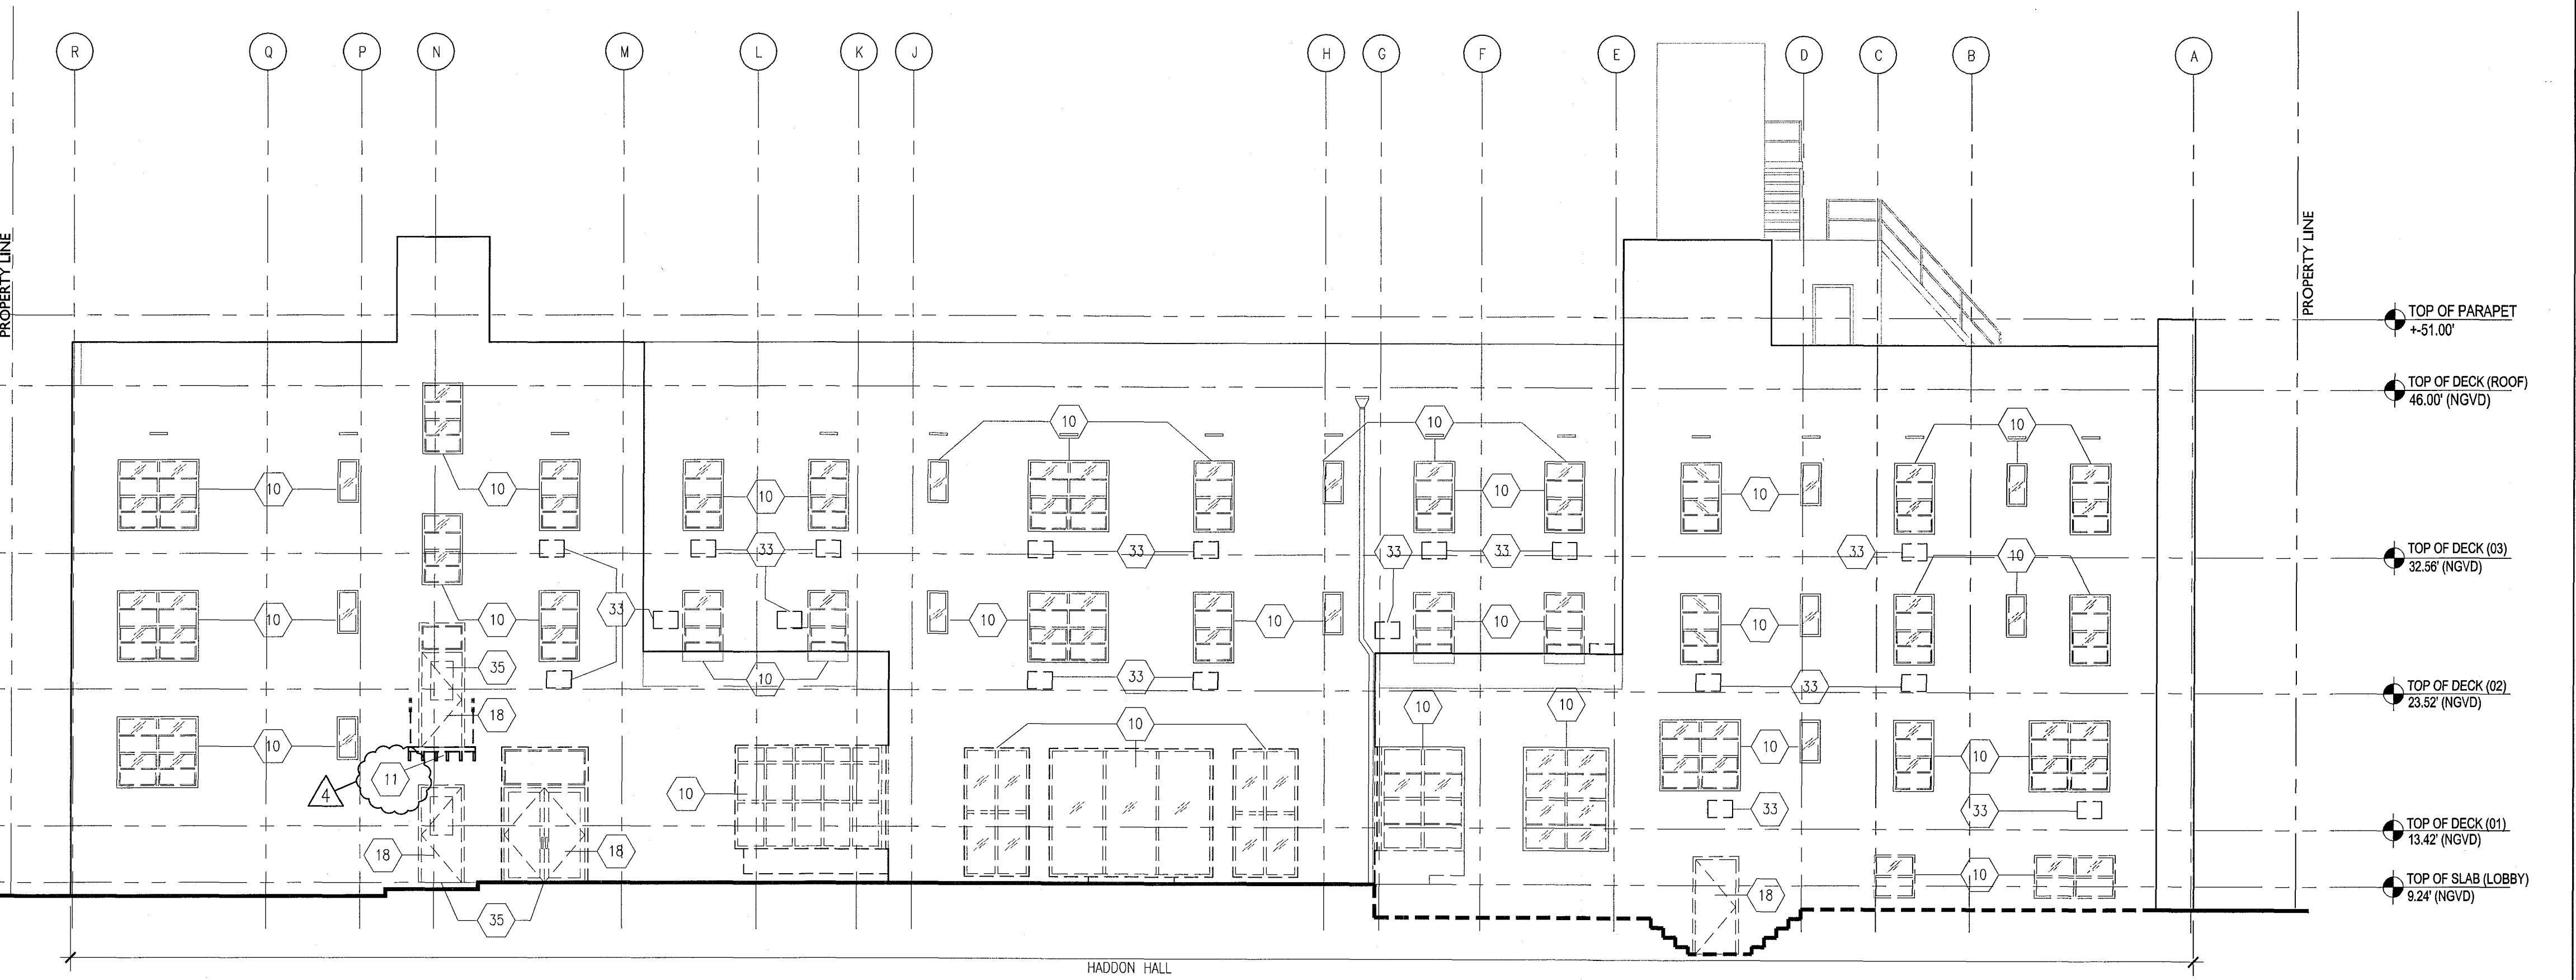 R Q P N M L K J H G F E D C B A
PROPERTY LINE
PROPERTY LINE
TOP OF PARAPET
+-51.00'
TOP OF DECK (ROOF)
46.00' (NGVD)
10 10 10
10 10 10 10 10
TOP OF DECK (03)
32.56' (NGVD)
33 33 33 33 33 10
33
10 10 10 10 10 10
35 10 33 33
TOP OF DECK (02)
23.52' (NGVD)
18 10 10 10
10 10 10
11
4
10 33 33
TOP OF DECK (01)
13.42' (NGVD)
18 18 10
TOP OF SLAB (LOBBY)
9.24' (NGVD)
18
35
HADDON HALL